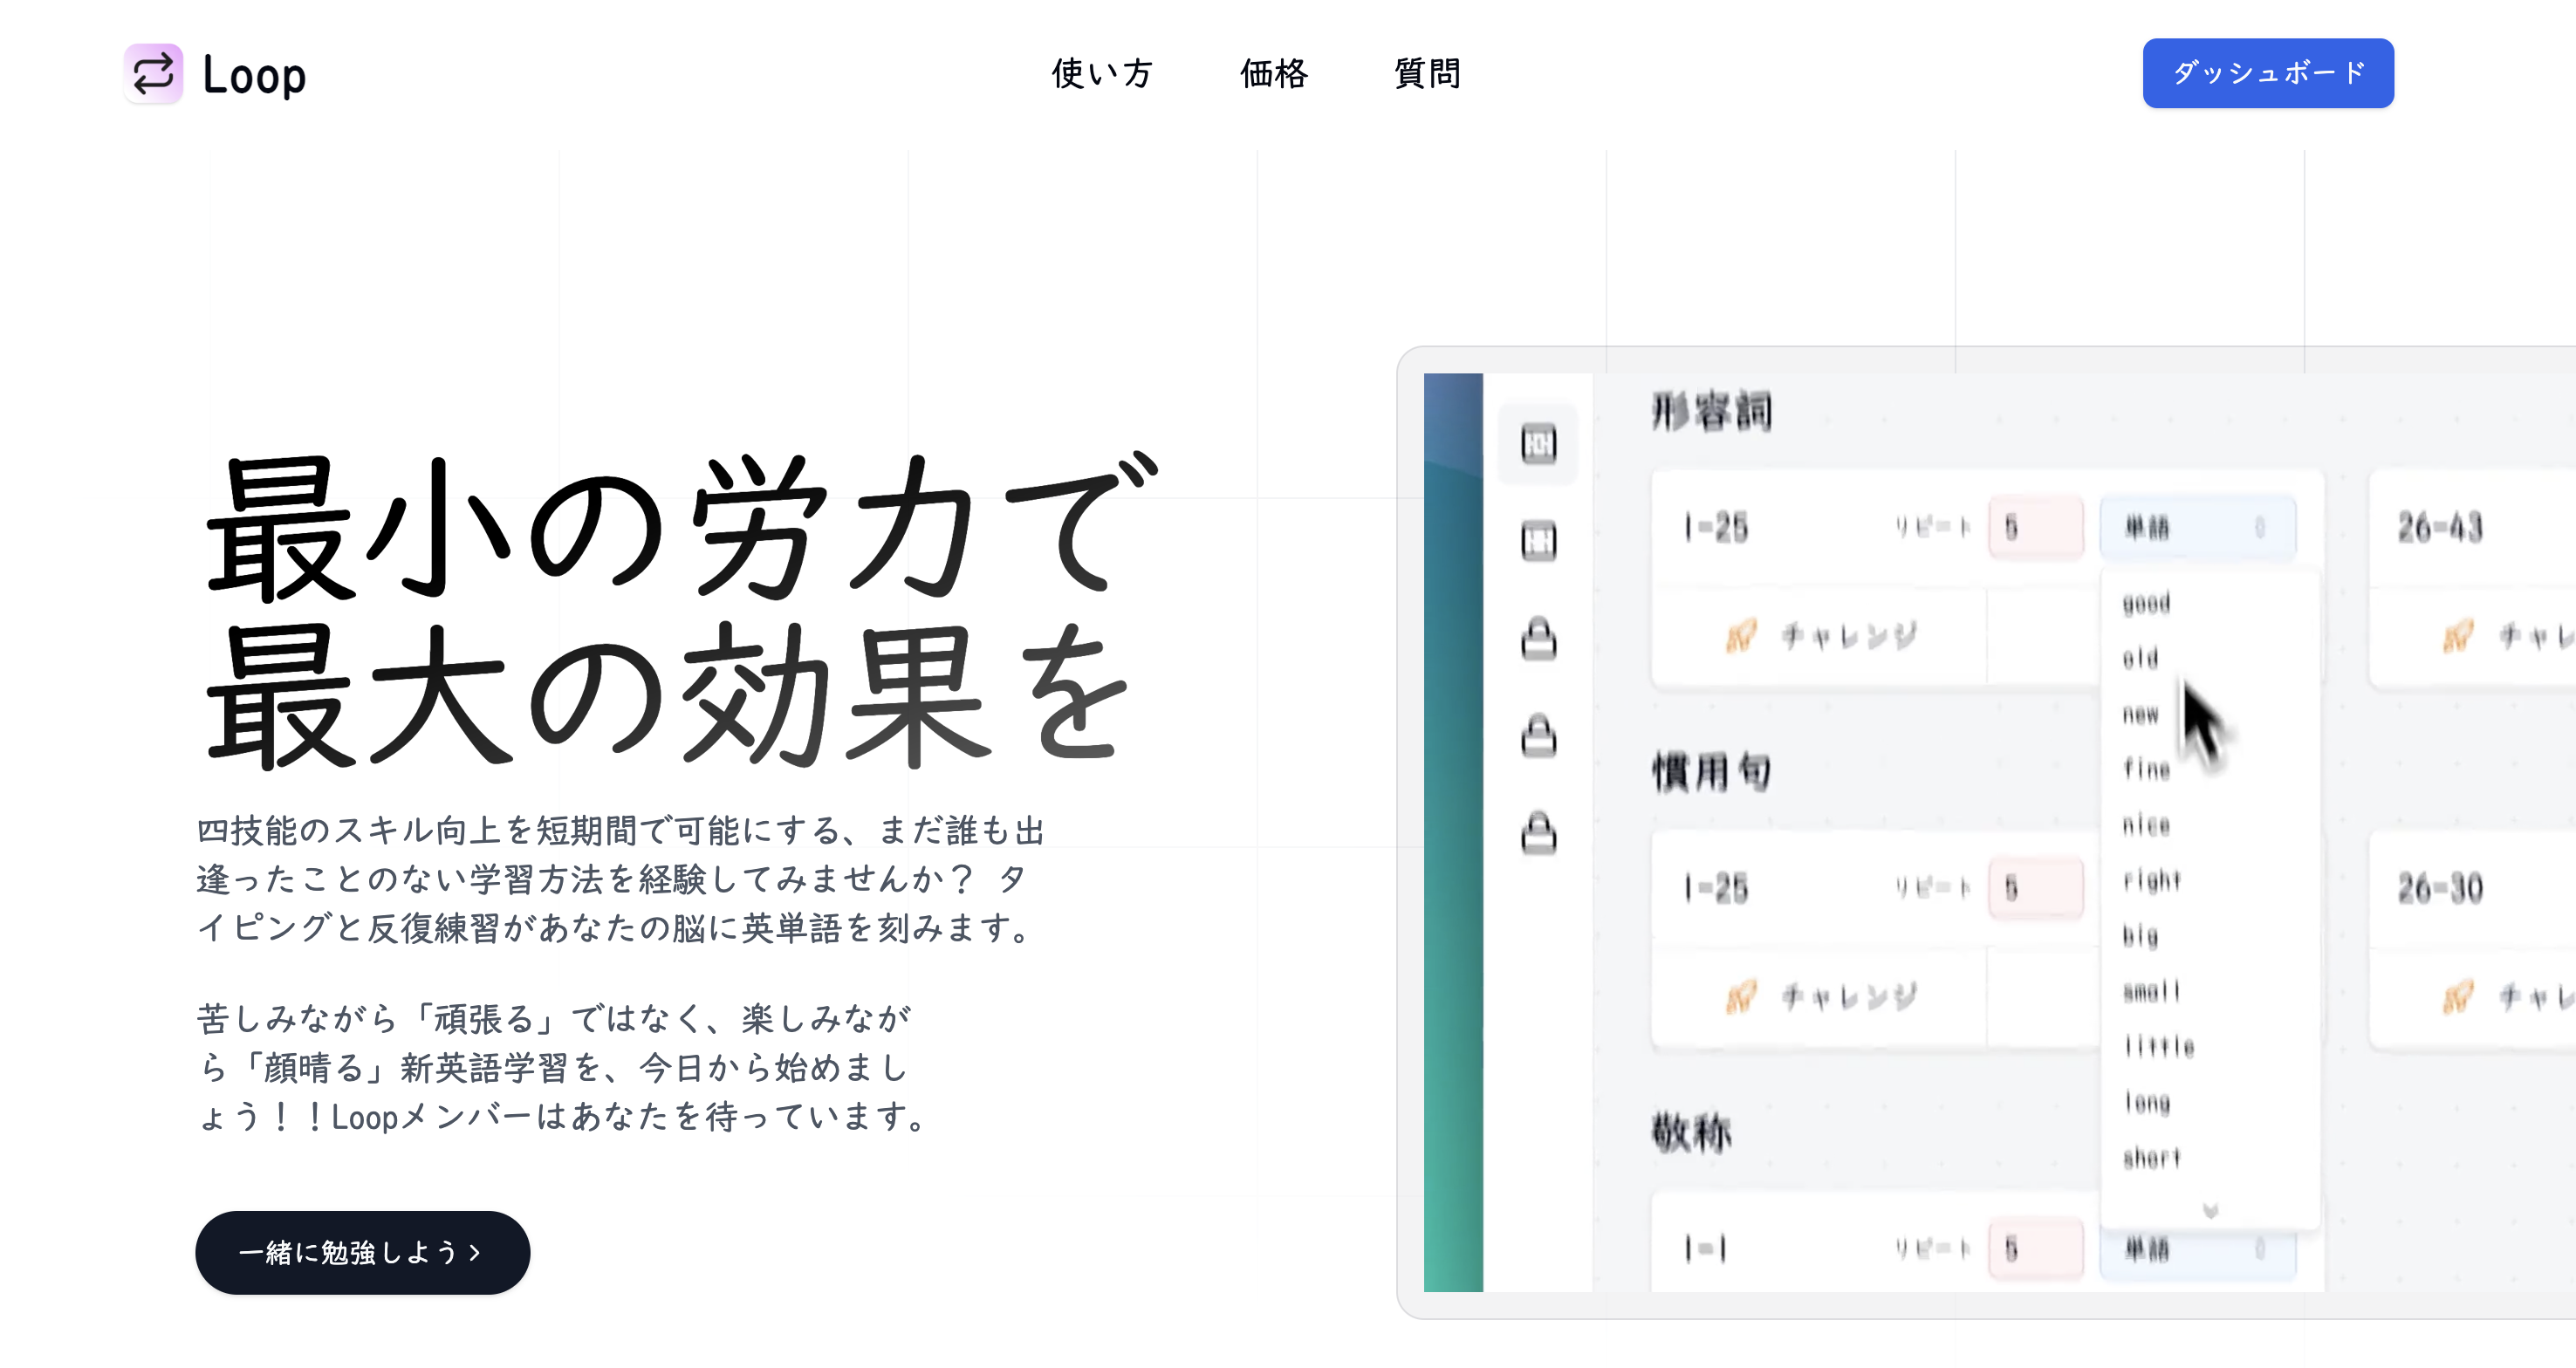 Loop
使い方 価格 質問
ダッシュボード
最小の労力で
最大の効果を
四技能のスキル向上を短期間で可能にする、まだ誰も出
逢ったことのない学習方法を経験してみませんか? タ
イピングと反復練習があなたの脳に英単語を刻みます。
苦しみながら「頑張る」ではなく、楽しみなが
ら「顔晴る」新英語学習を、今日から始めまし
ょう!!Loopメンバーはあなたを待っています。
一緒に勉強しよう
形容詞
1-25 リピート 5 単語 0 26-43
チャレンジ チャレ
good
old
new
fine
nice
right
big
small
little
long
short
慣用句
1-25 リピート 5 26-30
チャレンジ チャレ
敬称
1-1 リピート 5 単語 0